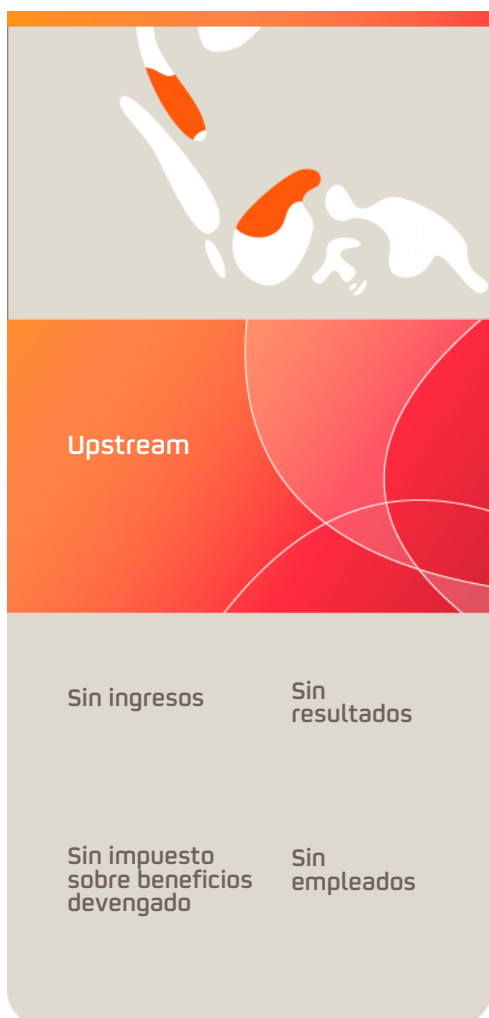 Upstream
Sin ingresos
Sin
resultados
Sin impuesto
sobre beneficios
devengado
Sin
empleados